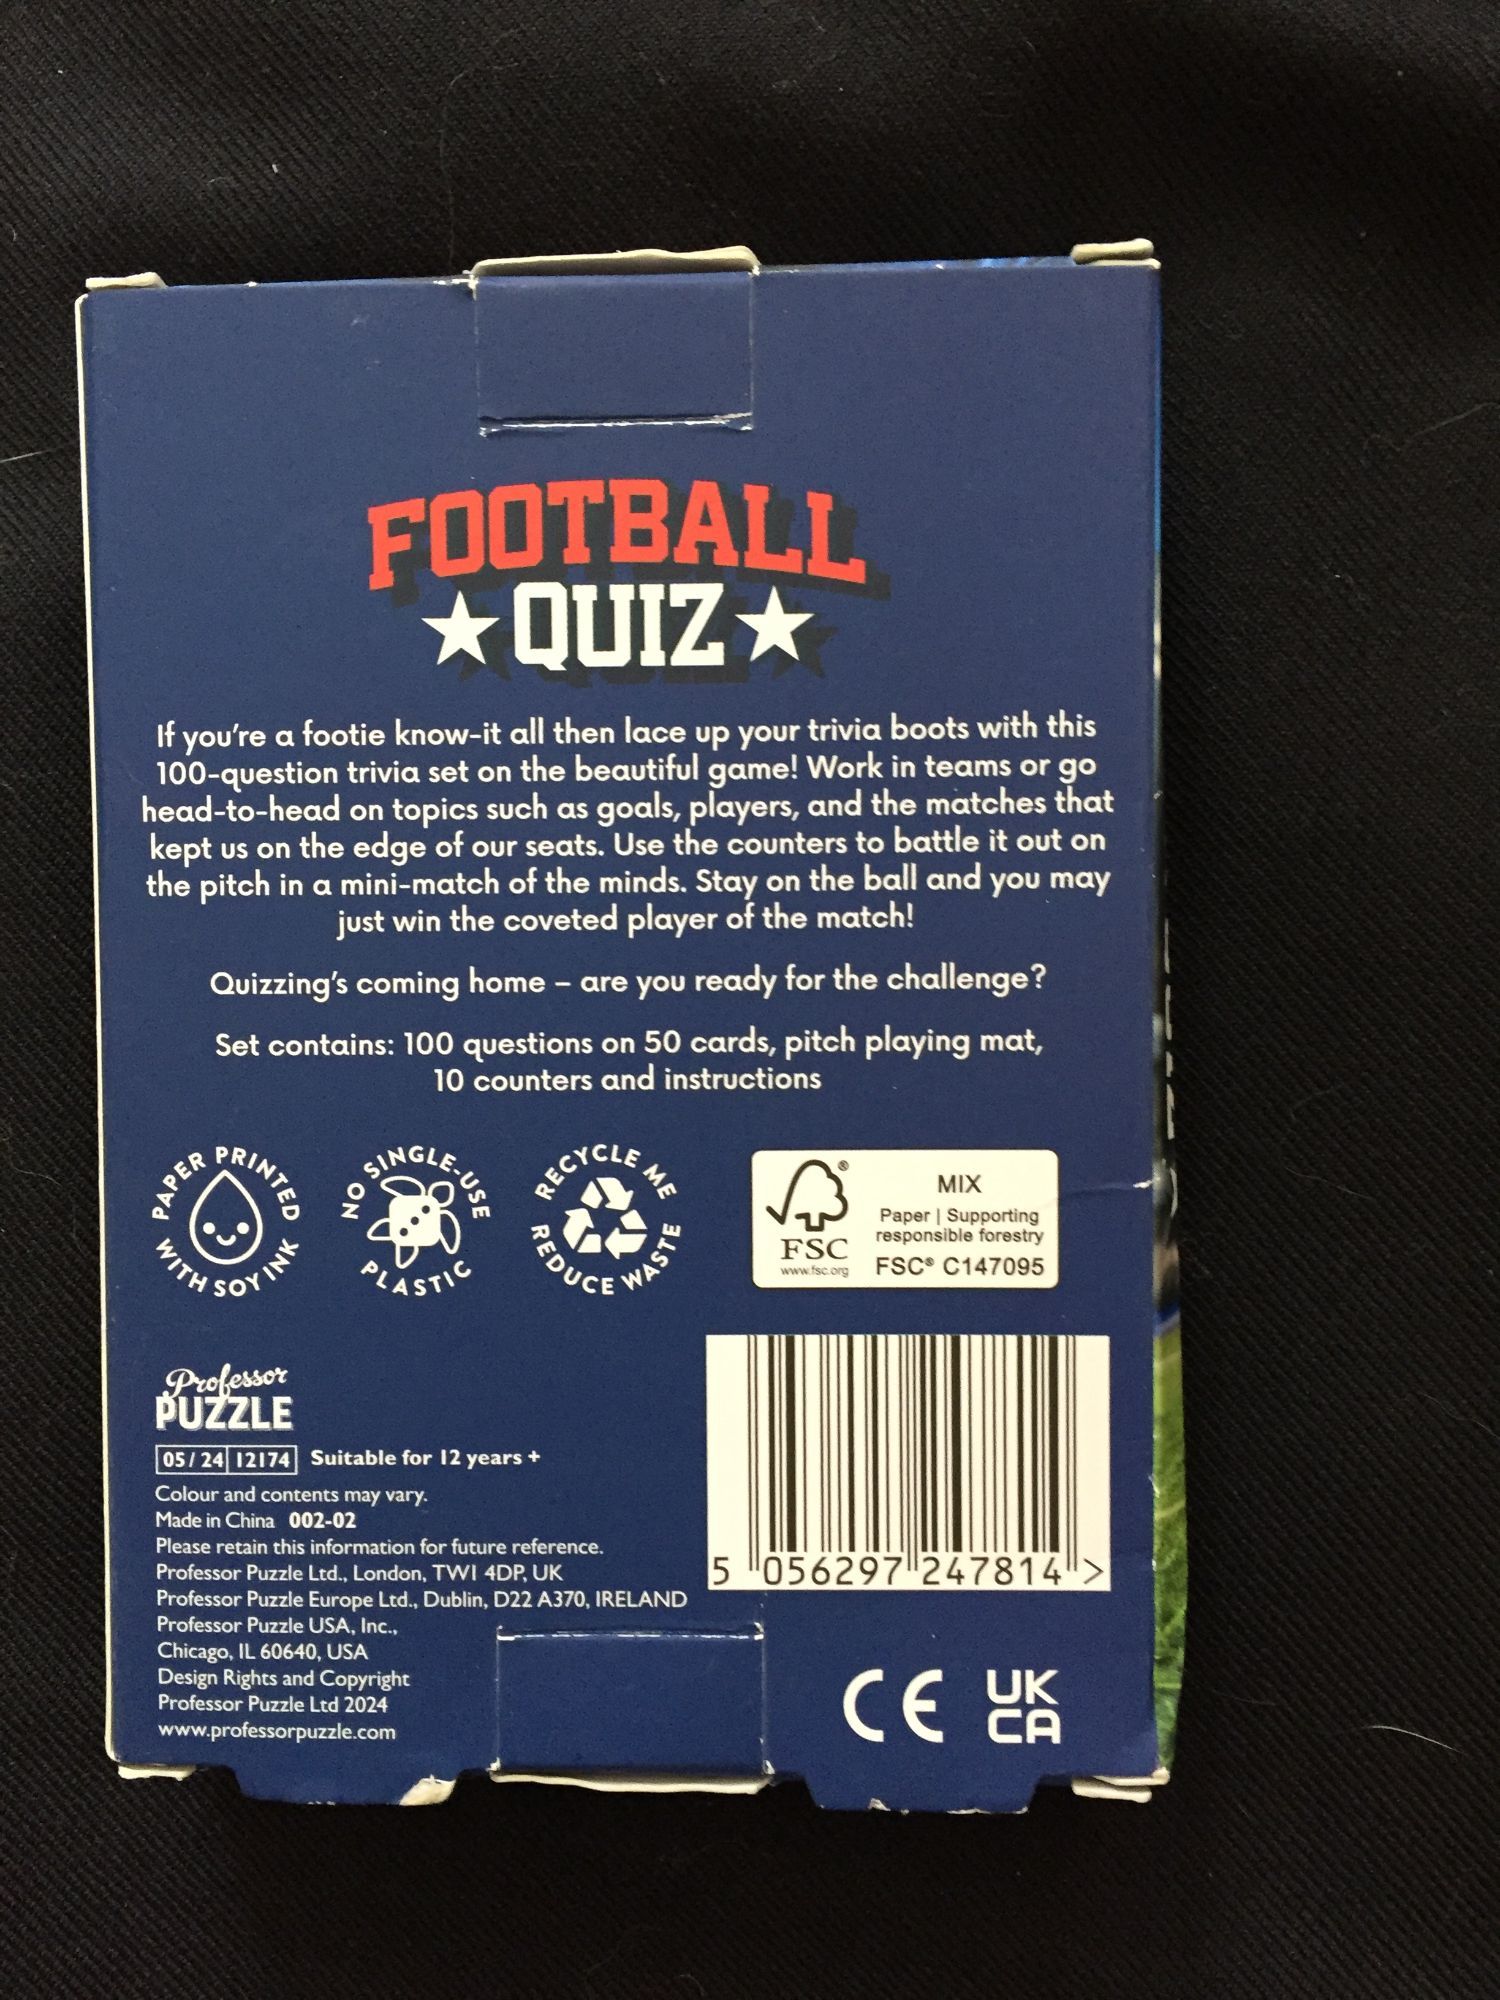 FOOTBALL
QUIZ
If you're a footie know-it all then lace up your trivia boots with this
100-question trivia set on the beautiful game! Work in teams or go
head-to-head on topics such as goals, players, and the matches that
kept us on the edge of our seats. Use the counters to battle it out on
the pitch in a mini-match of the minds. Stay on the ball and you may
just win the coveted player of the match!
Quizzing's coming home – are you ready for the challenge?
Set contains: 100 questions on 50 cards, pitch playing mat,
10 counters and instructions
PAPER PRINTED
WITH SOY INK
NO SINGLE-USE
PLASTIC
RECYCLE ME
REDUCE WASTE
FSC®
www.fsc.org
MIX
Paper | Supporting
responsible forestry
FSC® C147095
Professor
PUZZLE
05/24 12174 Suitable for 12 years +
Colour and contents may vary.
Made in China 002-02
Please retain this information for future reference.
Professor Puzzle Ltd., London, TW1 4DP, UK
Professor Puzzle Europe Ltd., Dublin, D22 A370, IRELAND
Professor Puzzle USA, Inc.,
Chicago, IL 60640, USA
Design Rights and Copyright
Professor Puzzle Ltd 2024
www.professorpuzzle.com
5 056297 247814 >
CE
UK
CA